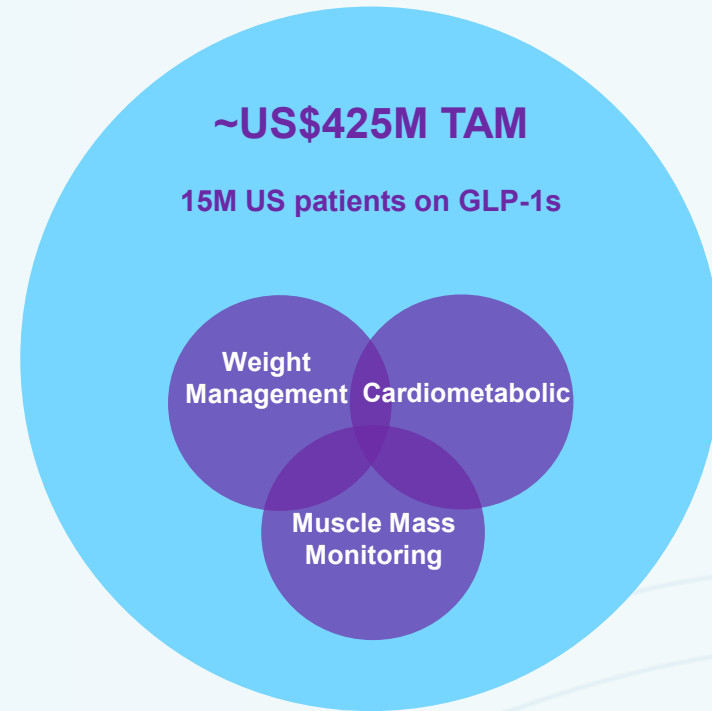 ~US$425M TAM
15M US patients on GLP-1s
Weight
Management
Cardiometabolic
Muscle Mass
Monitoring